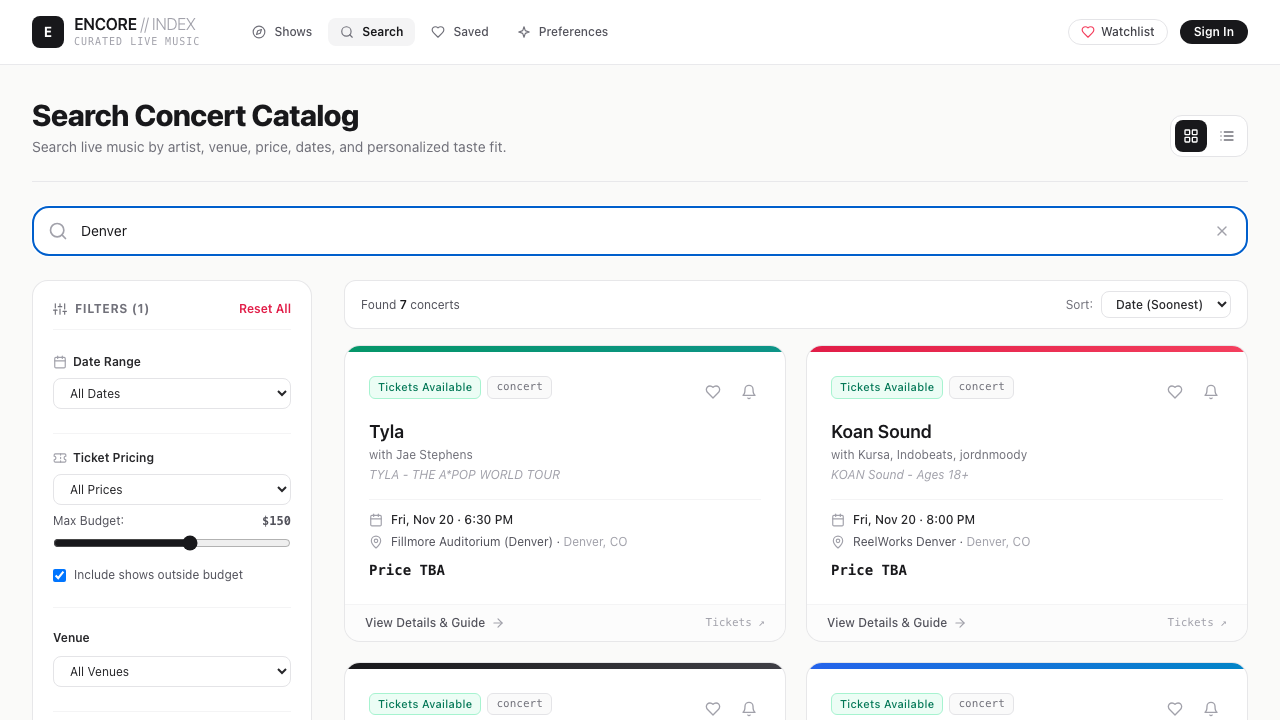 E
ENCORE // INDEX
CURATED LIVE MUSIC
Shows
Search
Saved
Preferences
Watchlist
Sign In
Search Concert Catalog
Search live music by artist, venue, price, dates, and personalized taste fit.
Denver
FILTERS (1)
Reset All
Date Range
All Dates
Ticket Pricing
All Prices
Max Budget: $150
Include shows outside budget
Venue
All Venues
Found 7 concerts
Sort: Date (Soonest)
Tickets Available concert
Tyla
with Jae Stephens
TYLA - THE A*POP WORLD TOUR
Fri, Nov 20 · 6:30 PM
Fillmore Auditorium (Denver) · Denver, CO
Price TBA
View Details & Guide →
Tickets ↗
Tickets Available concert
Koan Sound
with Kursa, Indobeats, jordnmoody
KOAN Sound - Ages 18+
Fri, Nov 20 · 8:00 PM
ReelWorks Denver · Denver, CO
Price TBA
View Details & Guide →
Tickets ↗
Tickets Available concert
Tickets Available concert